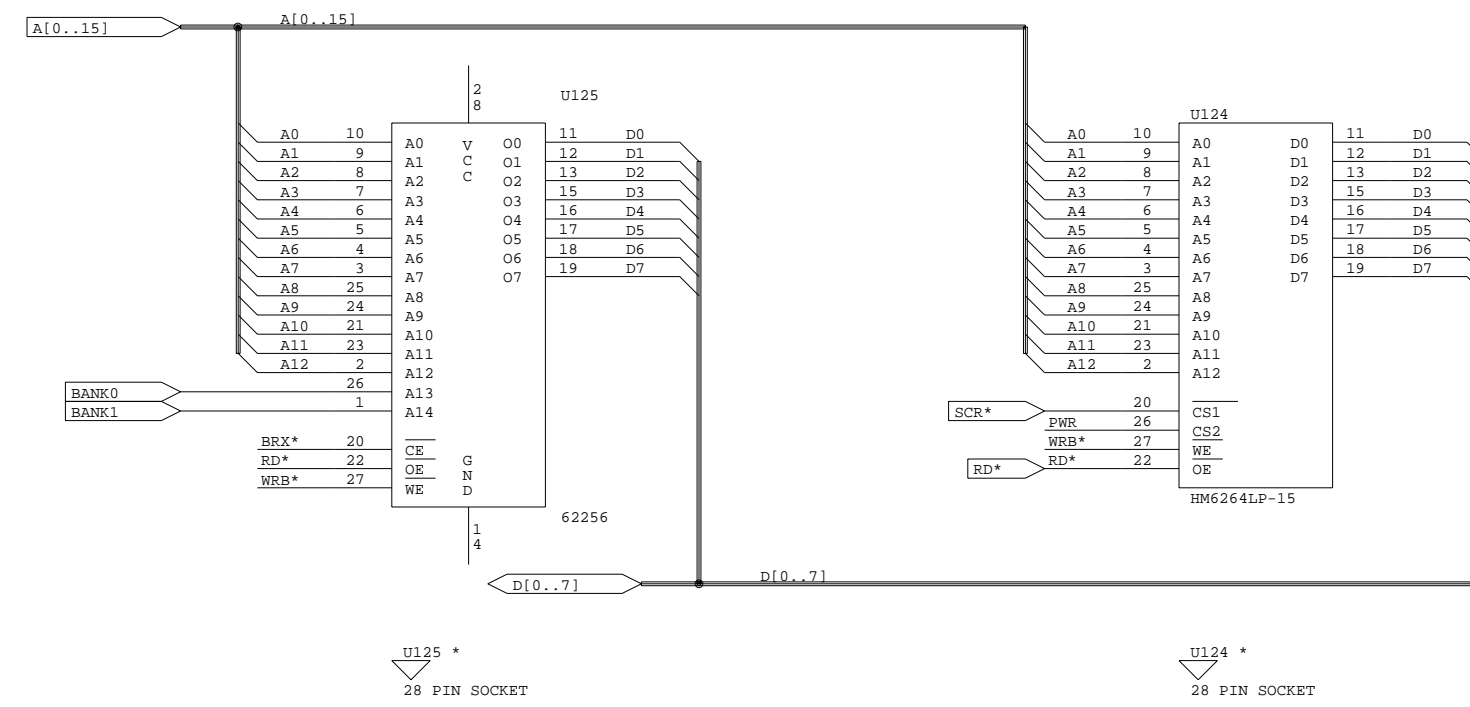 A[0..15] A[0..15]
2
8
U125
U124
A0 10 A0 V O0 11 D0 A0 10 A0 D0 11 D0
A1 9 A1 C O1 12 D1 A1 9 A1 D1 12 D1
A2 8 A2 C O2 13 D2 A2 8 A2 D2 13 D2
A3 7 A3 O3 15 D3 A3 7 A3 D3 15 D3
A4 6 A4 O4 16 D4 A4 6 A4 D4 16 D4
A5 5 A5 O5 17 D5 A5 5 A5 D5 17 D5
A6 4 A6 O6 18 D6 A6 4 A6 D6 18 D6
A7 3 A7 O7 19 D7 A7 3 A7 D7 19 D7
A8 25 A8 A8 25 A8
A9 24 A9 A9 24 A9
A10 21 A10 A10 21 A10
A11 23 A11 A11 23 A11
A12 2 A12 A12 2 A12
BANK0 26 A13
BANK1 1 A14 SCR* 20 CS1
PWR 26 CS2
BRX* 20 CE WRB* 27 WE
RD* 22 OE G RD* RD* 22 OE
WRB* 27 WE N
D
HM6264LP-15
62256
1
4
D[0..7] D[0..7]
U125 * U124 *
28 PIN SOCKET 28 PIN SOCKET